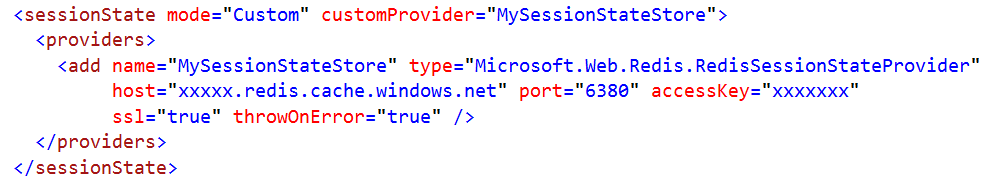 <sessionState mode="Custom" customProvider="MySessionStateStore">
<providers>
<add name="MySessionStateStore" type="Microsoft.Web.Redis.RedisSessionStateProvider"
host="xxxxx.redis.cache.windows.net" port="6380" accessKey="xxxxxxx"
ssl="true" throwOnError="true" />
</providers>
</sessionState>